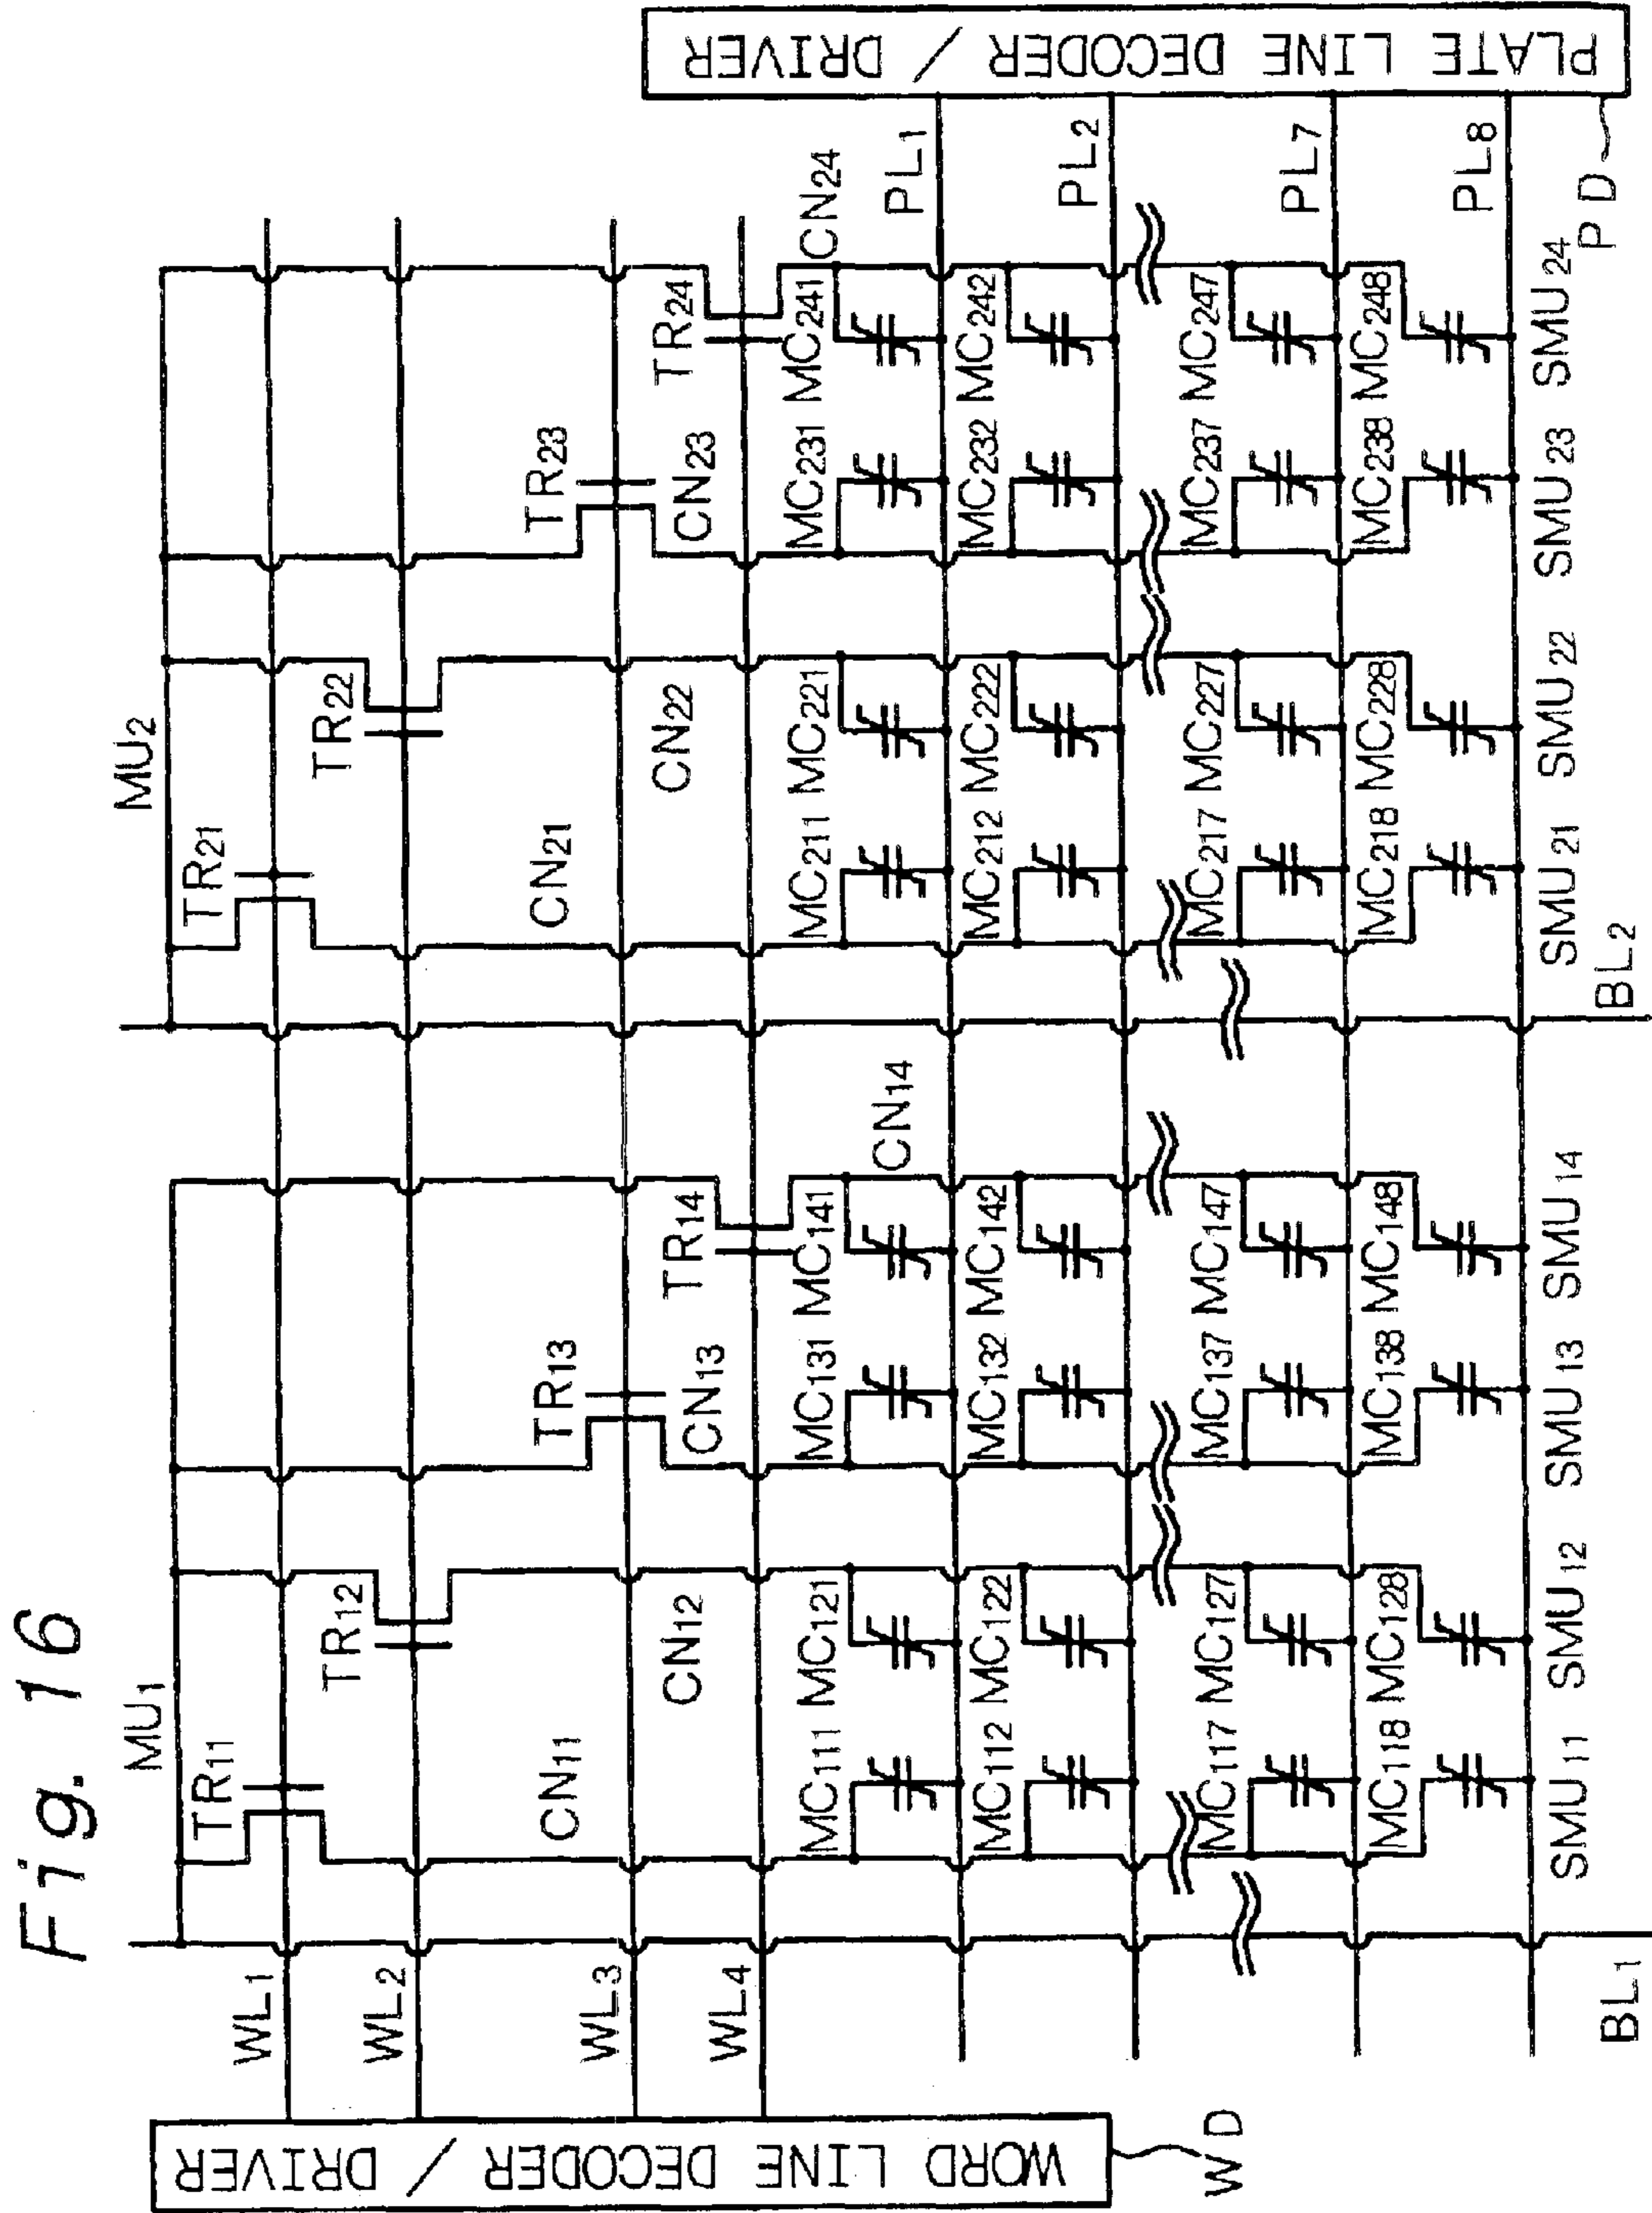 Fig. 16
MU1
MU2
TR11
TR21
WL1
TR12
TR22
WL2
CN11
TR13
CN21
TR23
WL3
CN12
CN13
TR14
CN22
CN23
TR24
WL4
MC111 MC121
MC131 MC141
CN14
MC211 MC221
MC231 MC241
CN24
PL1
MC112 MC122
MC132 MC142
MC212 MC222
MC232 MC242
PL2
MC117 MC127
MC137 MC147
MC217 MC227
MC237 MC247
PL7
MC118 MC128
MC138 MC148
MC218 MC228
MC238 MC248
PL8
SMU11 SMU12 SMU13 SMU14
SMU21 SMU22 SMU23 SMU24
BL1
BL2
WORD LINE DECODER / DRIVER
WD
PLATE LINE DECODER / DRIVER
PD